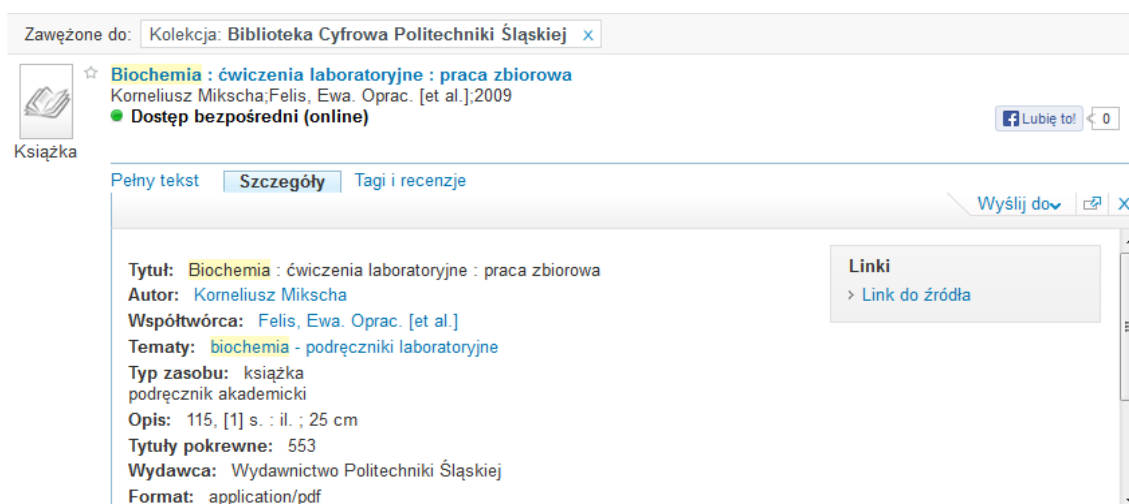 Zawężone do: Kolekcja: Biblioteka Cyfrowa Politechniki Śląskiej x
Biochemia : ćwiczenia laboratoryjne : praca zbiorowa
Korneliusz Mikscha;Felis, Ewa. Oprac. [et al.];2009
Dostęp bezpośredni (online)
Lubię to! 0
Książka
Pełny tekst Szczegóły Tagi i recenzje
Wyślij do X
Tytuł: Biochemia : ćwiczenia laboratoryjne : praca zbiorowa
Autor: Korneliusz Mikscha
Współtwórca: Felis, Ewa. Oprac. [et al.]
Tematy: biochemia - podręczniki laboratoryjne
Typ zasobu: książka
podręcznik akademicki
Opis: 115, [1] s. : il. ; 25 cm
Tytuły pokrewne: 553
Wydawca: Wydawnictwo Politechniki Śląskiej
Format: application/pdf
Linki
> Link do źródła